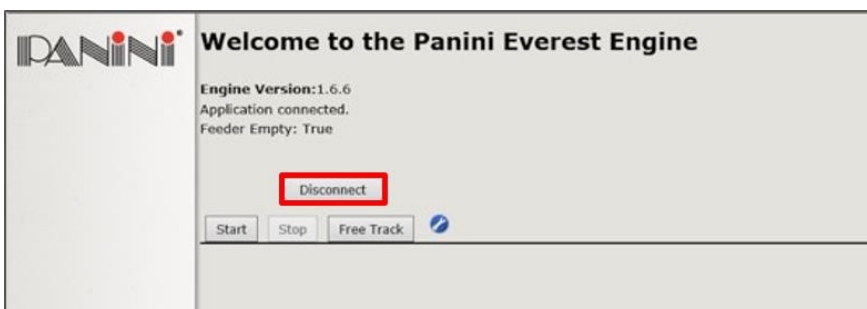 PANINI
Welcome to the Panini Everest Engine
Engine Version:1.6.6
Application connected.
Feeder Empty: True
Disconnect
Start Stop Free Track